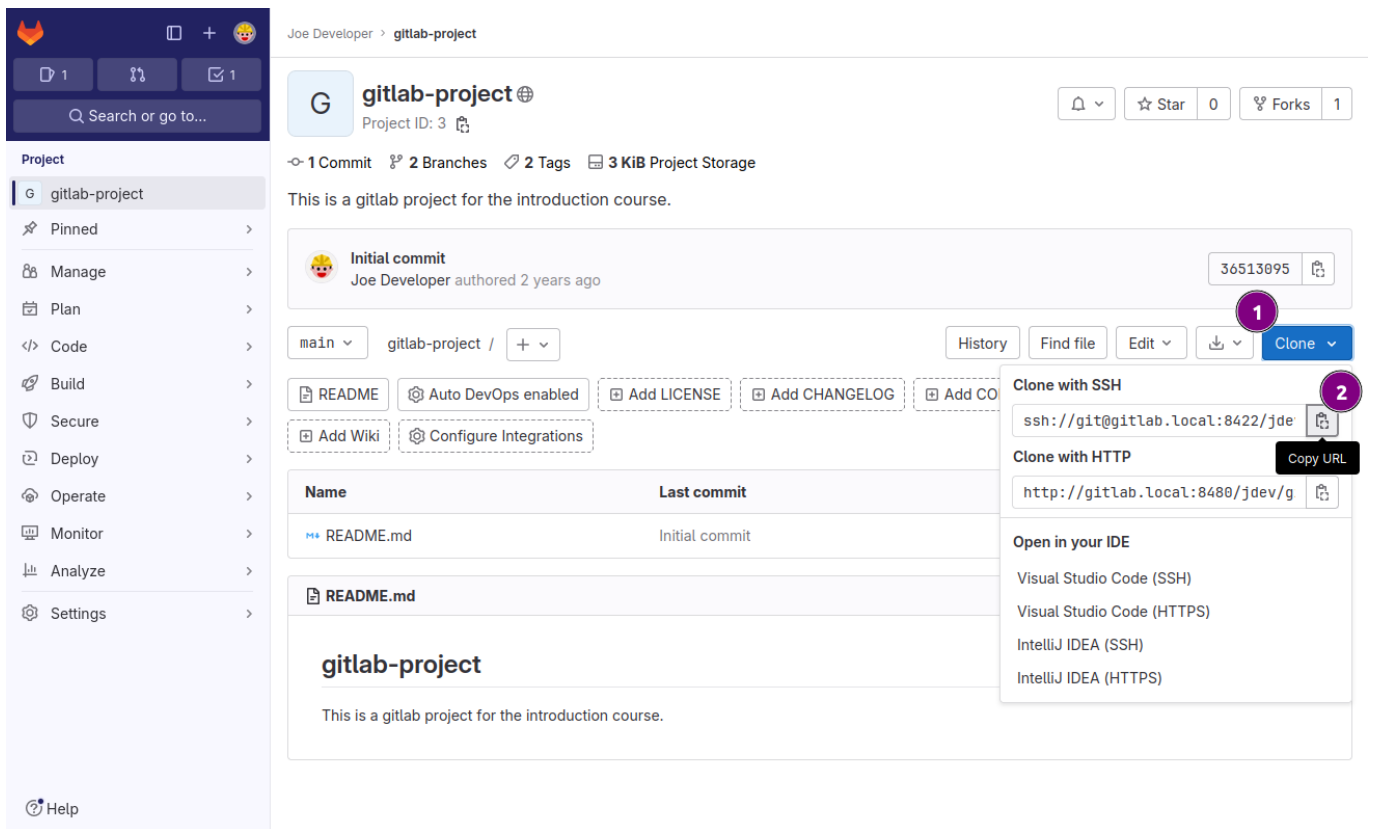 Joe Developer > gitlab-project
1
1
Search or go to...
Project
G gitlab-project
Pinned
Manage
Plan
Code
Build
Secure
Deploy
Operate
Monitor
Analyze
Settings
Help
G
gitlab-project
Project ID: 3
Star 0
Forks 1
1 Commit 2 Branches 2 Tags 3 KiB Project Storage
This is a gitlab project for the introduction course.
Initial commit
Joe Developer authored 2 years ago
36513095
1
main gitlab-project / +
History Find file Edit Clone
README Auto DevOps enabled Add LICENSE Add CHANGELOG Add CO
Add Wiki Configure Integrations
Clone with SSH
2
ssh://git@gitlab.local:8422/jde
Copy URL
Clone with HTTP
http://gitlab.local:8480/jdev/g
Open in your IDE
Visual Studio Code (SSH)
Visual Studio Code (HTTPS)
IntelliJ IDEA (SSH)
IntelliJ IDEA (HTTPS)
Name Last commit
README.md Initial commit
README.md
gitlab-project
This is a gitlab project for the introduction course.